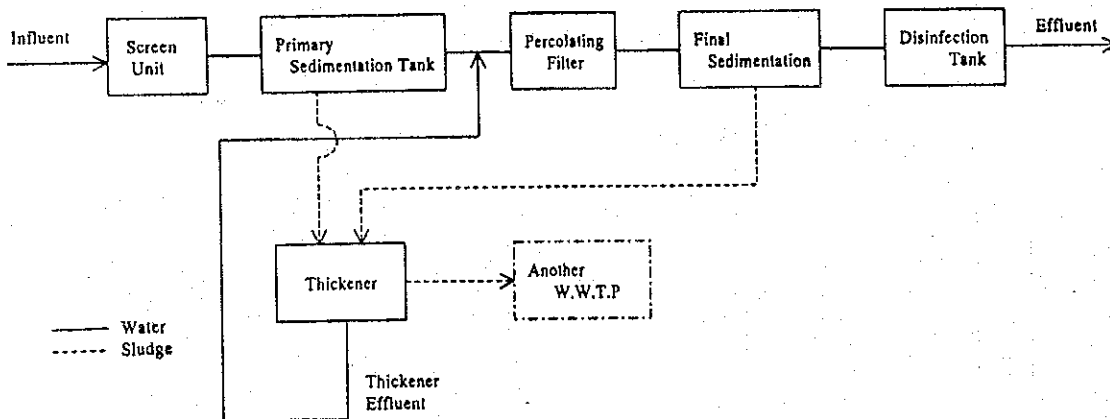 Influent
Screen
Unit
Primary
Sedimentation Tank
Percolating
Filter
Final
Sedimentation
Disinfection
Tank
Effluent
Thickener
Another
W.W.T.P
Water
Sludge
Thickener
Effluent